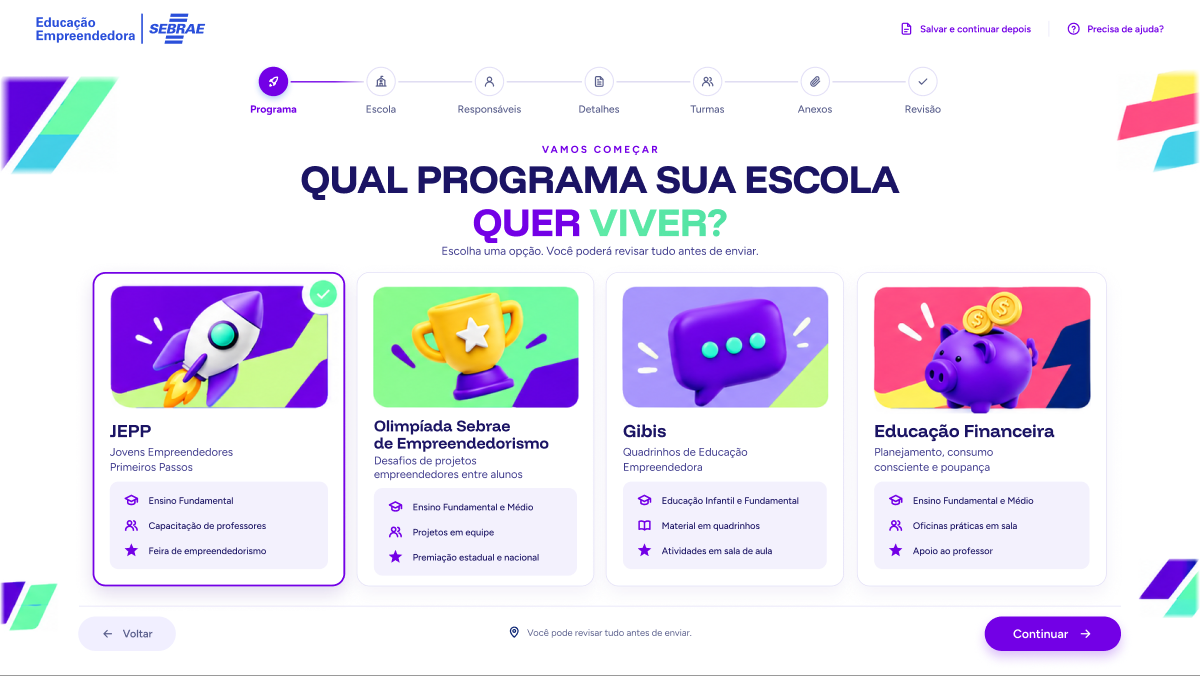 Educação
Empreendedora
SEBRAE
Salvar e continuar depois
Precisa de ajuda?
Programa
Escola
Responsáveis
Detalhes
Turmas
Anexos
Revisão
VAMOS COMEÇAR
QUAL PROGRAMA SUA ESCOLA
QUER VIVER?
Escolha uma opção. Você poderá revisar tudo antes de enviar.
JEPP
Jovens Empreendedores
Primeiros Passos
Ensino Fundamental
Capacitação de professores
Feira de empreendedorismo
Olimpíada Sebrae
de Empreendedorismo
Desafios de projetos
empreendedores entre alunos
Ensino Fundamental e Médio
Projetos em equipe
Premiação estadual e nacional
Gibis
Quadrinhos de Educação
Empreendedora
Educação Infantil e Fundamental
Material em quadrinhos
Atividades em sala de aula
Educação Financeira
Planejamento, consumo
consciente e poupança
Ensino Fundamental e Médio
Oficinas práticas em sala
Apoio ao professor
Voltar
Você pode revisar tudo antes de enviar.
Continuar